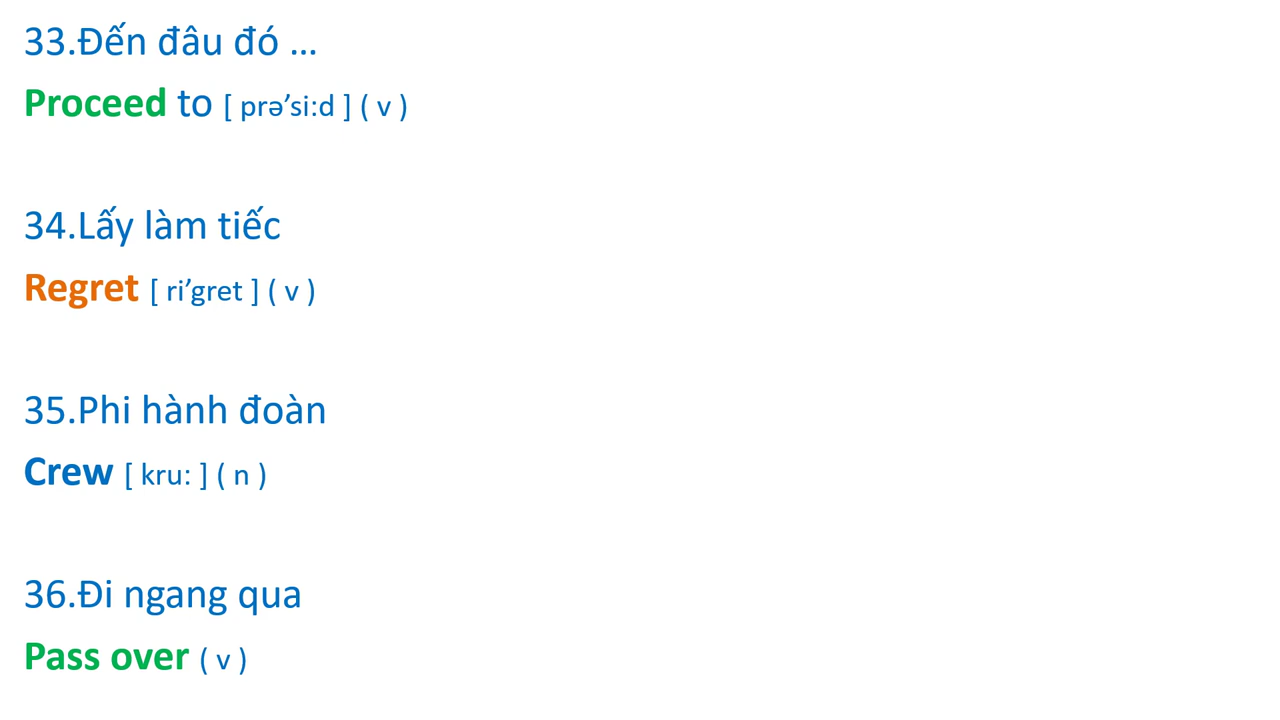 33.Đến đâu đó ...
Proceed to [ prə’si:d ] ( v )
34.Lấy làm tiếc
Regret [ ri’gret ] ( v )
35.Phi hành đoàn
Crew [ kru: ] ( n )
36.Đi ngang qua
Pass over ( v )